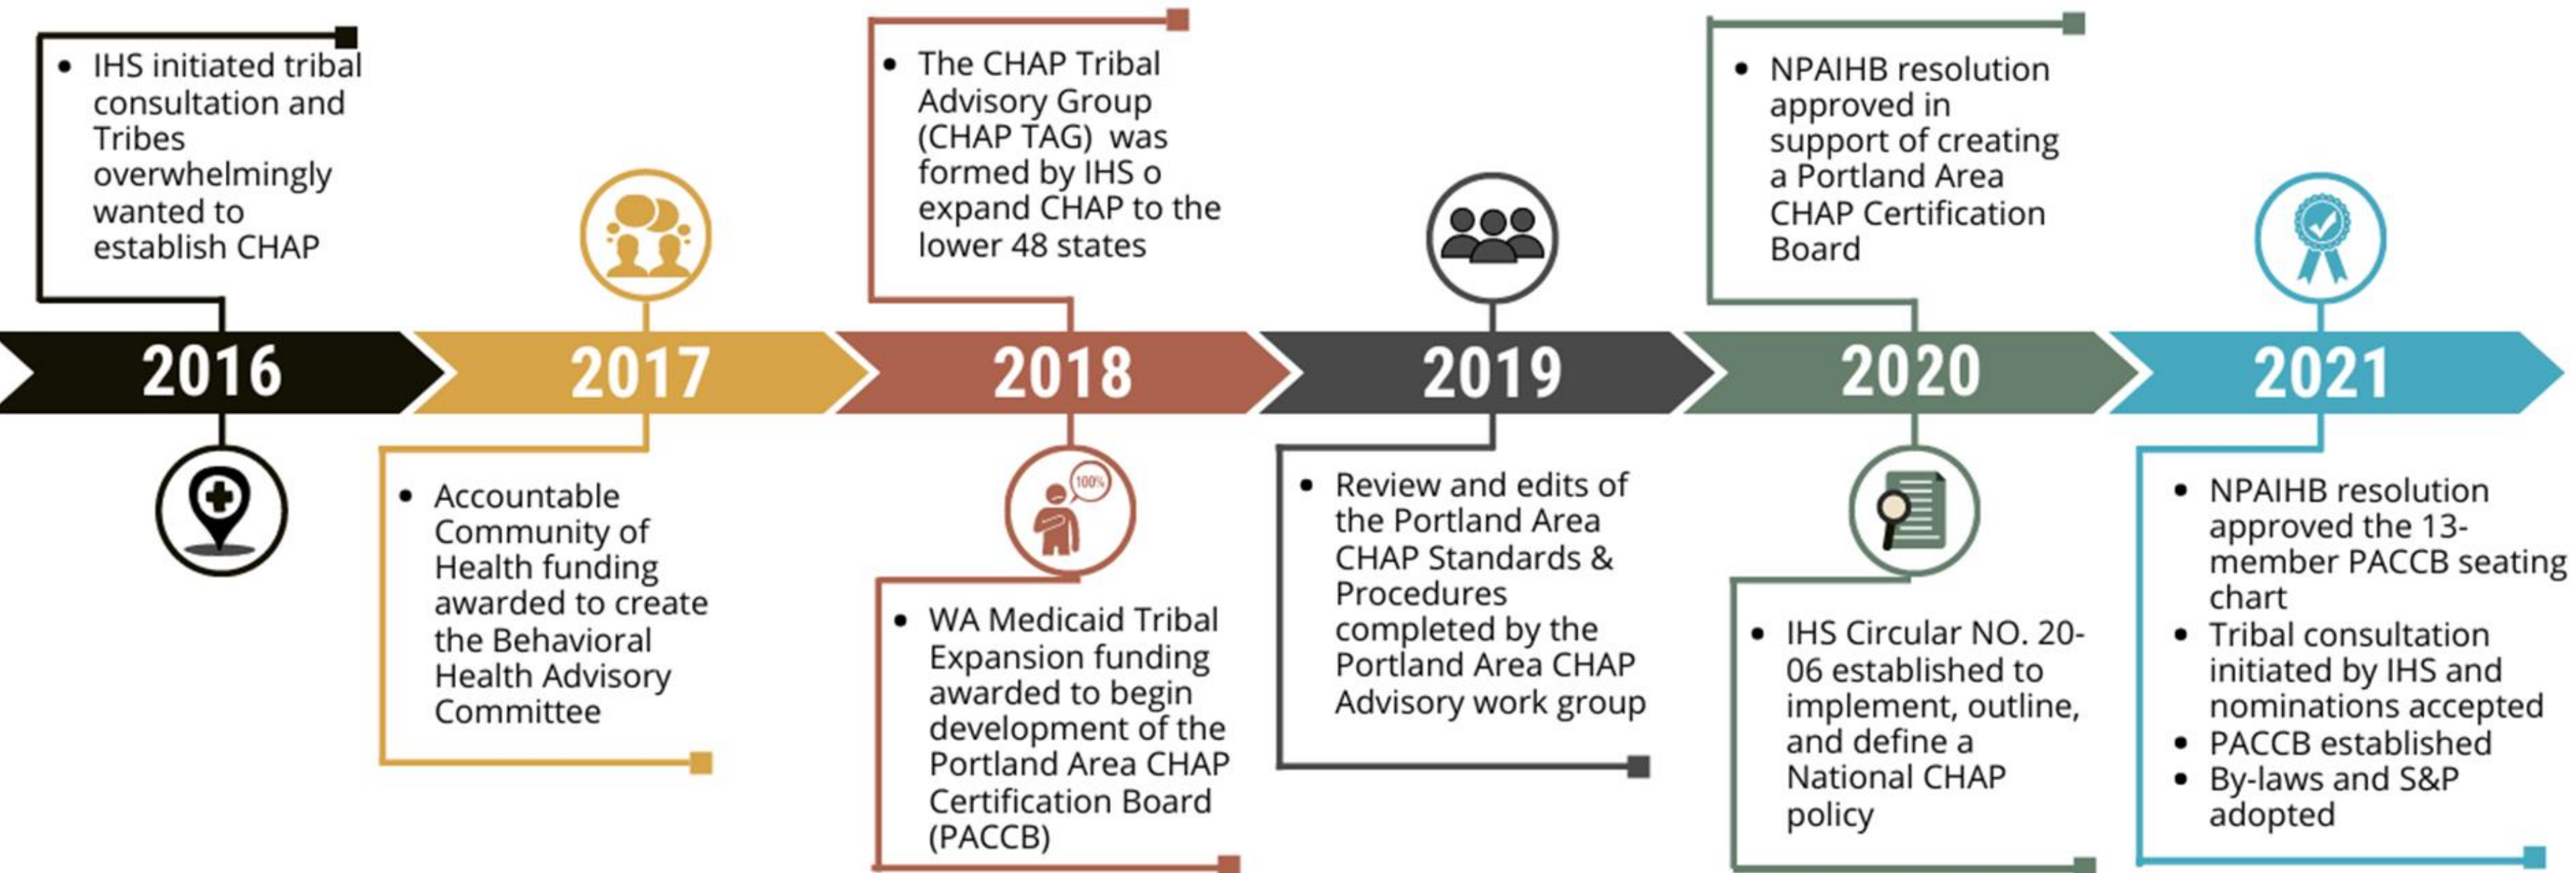 2016
• IHS initiated tribal
consultation and
Tribes
overwhelmingly
wanted to
establish CHAP
2017
• Accountable
Community of
Health funding
awarded to create
the Behavioral
Health Advisory
Committee
2018
• The CHAP Tribal
Advisory Group
(CHAP TAG) was
formed by IHS o
expand CHAP to the
lower 48 states
100%
• WA Medicaid Tribal
Expansion funding
awarded to begin
development of the
Portland Area CHAP
Certification Board
(PACCB)
2019
• Review and edits of
the Portland Area
CHAP Standards &
Procedures
completed by the
Portland Area CHAP
Advisory work group
2020
• NPAIHB resolution
approved in
support of creating
a Portland Area
CHAP Certification
Board
• IHS Circular NO. 20-
06 established to
implement, outline,
and define a
National CHAP
policy
2021
• NPAIHB resolution
approved the 13-
member PACCB seating
chart
• Tribal consultation
initiated by IHS and
nominations accepted
• PACCB established
• By-laws and S&P
adopted